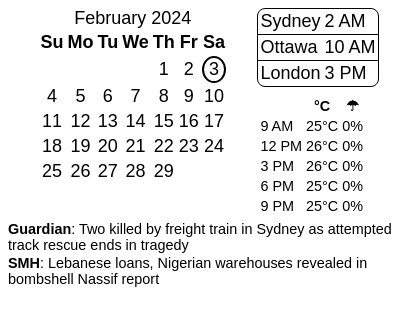 February 2024
Su Mo Tu We Th Fr Sa
1 2 3
4 5 6 7 8 9 10
11 12 13 14 15 16 17
18 19 20 21 22 23 24
25 26 27 28 29
Sydney 2 AM
Ottawa 10 AM
London 3 PM
°C ☂
9 AM 25°C 0%
12 PM 26°C 0%
3 PM 26°C 0%
6 PM 25°C 0%
9 PM 25°C 0%
Guardian: Two killed by freight train in Sydney as attempted
track rescue ends in tragedy
SMH: Lebanese loans, Nigerian warehouses revealed in
bombshell Nassif report